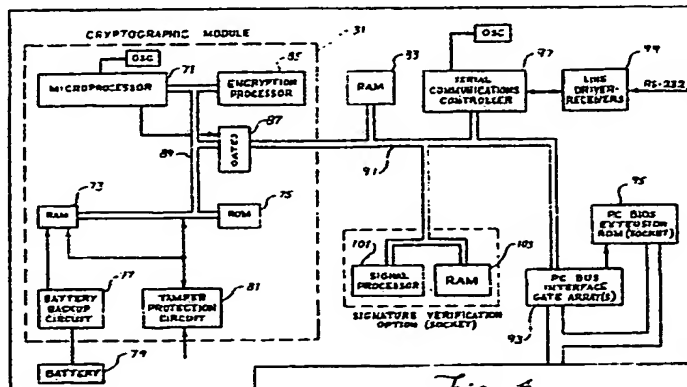 CRYPTOGRAPHIC MODULE
31
OSC
MICROPROCESSOR
71
85
ENCRYPTION
PROCESSOR
87
GATES
89
73
RAM
75
ROM
77
BATTERY
BACKUP
CIRCUIT
81
TAMPER
PROTECTION
CIRCUIT
79
BATTERY
RAM
OSC
97
SERIAL
COMMUNICATIONS
CONTROLLER
99
LINE
DRIVER-
RECEIVERS
RS-232
91
101
SIGNAL
PROCESSOR
103
RAM
SIGNATURE VERIFICATION
OPTION (SOCKET)
95
PC BIOS
EXTENSION
ROM (SOCKET)
PC BUS
INTERFACE
GATE ARRAY(S)
93